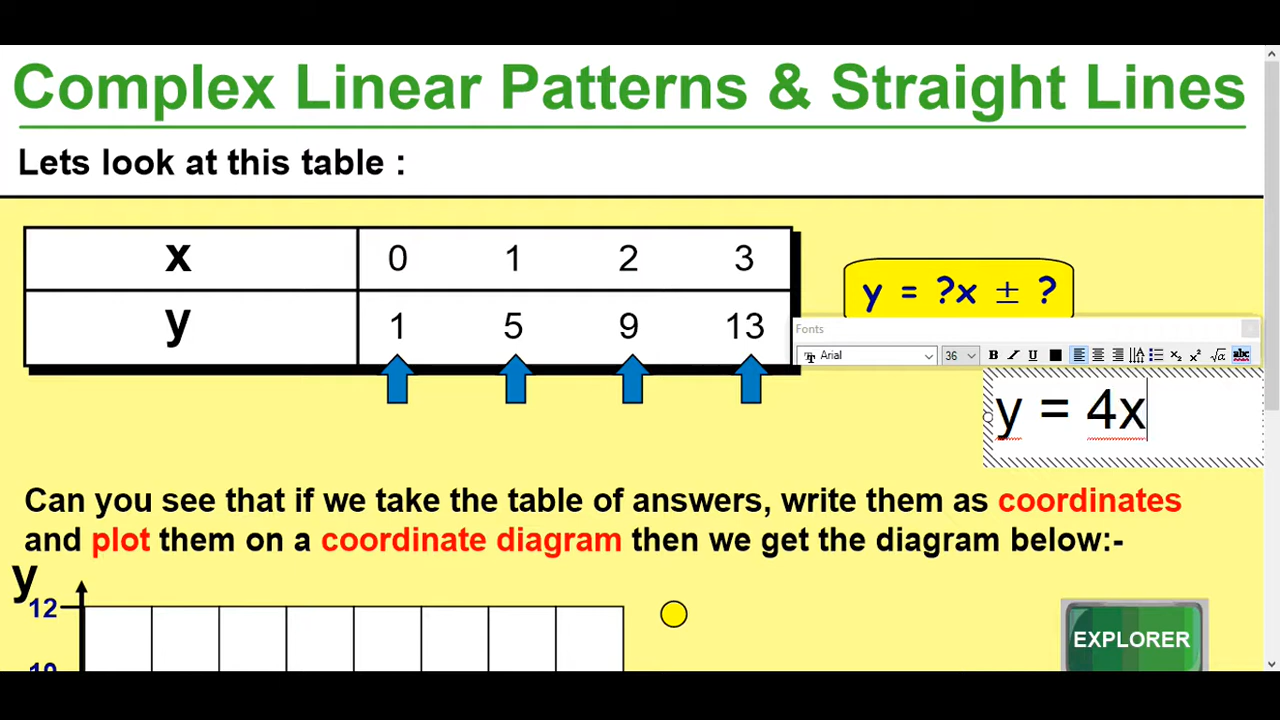 Complex Linear Patterns & Straight Lines
Lets look at this table :
x 0 1 2 3
y = ?x ± ?
y 1 5 9 13
Fonts
Arial 36 B I U abc
y = 4x
Can you see that if we take the table of answers, write them as coordinates
and plot them on a coordinate diagram then we get the diagram below:-
y
12
EXPLORER
10